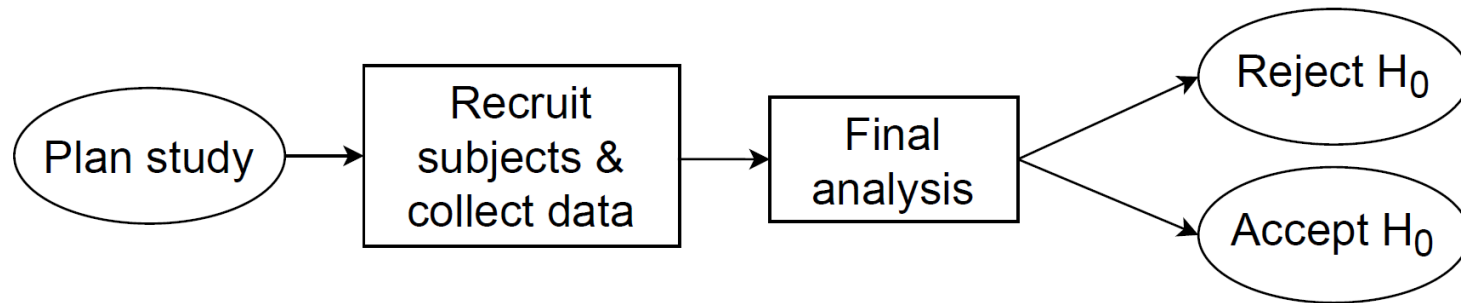 Plan study
Recruit
subjects &
collect data
Final
analysis
Reject H₀
Accept H₀